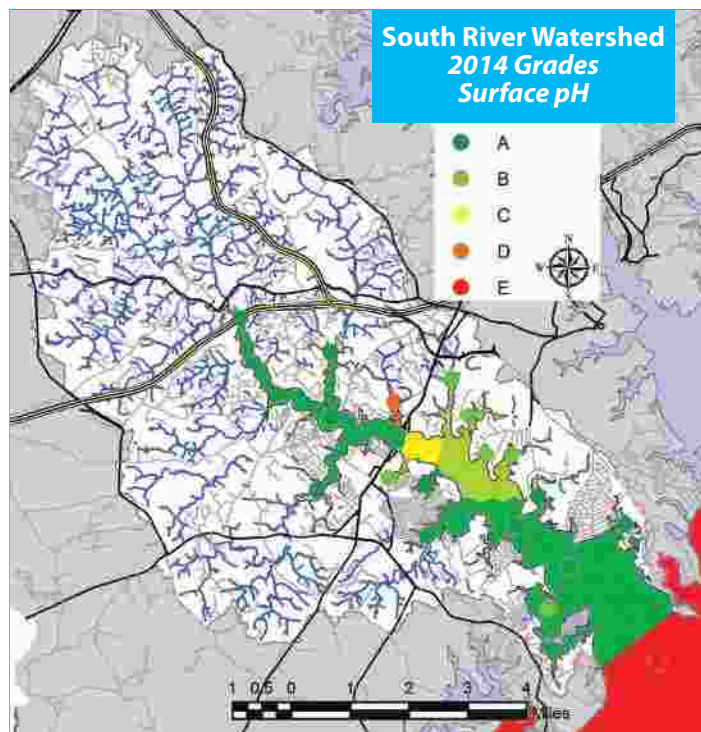 South River Watershed
2014 Grades
Surface pH
A
B
C
D
E
N
W E
S
1 0.5 0 1 2 3 4
Miles